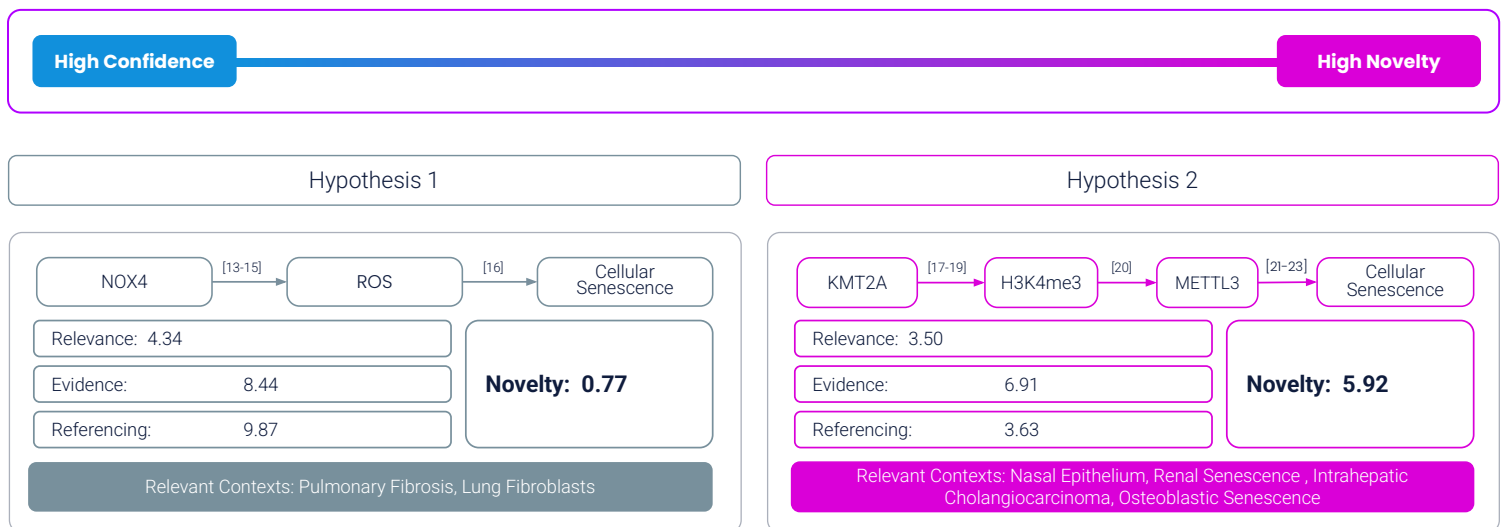 High Confidence
High Novelty
Hypothesis 1
NOX4
[13-15]
ROS
[16]
Cellular
Senescence
Relevance: 4.34
Evidence: 8.44
Referencing: 9.87
Novelty: 0.77
Relevant Contexts: Pulmonary Fibrosis, Lung Fibroblasts
Hypothesis 2
KMT2A
[17-19]
H3K4me3
[20]
METTL3
[21-23]
Cellular
Senescence
Relevance: 3.50
Evidence: 6.91
Referencing: 3.63
Novelty: 5.92
Relevant Contexts: Nasal Epithelium, Renal Senescence , Intrahepatic
Cholangiocarcinoma, Osteoblastic Senescence